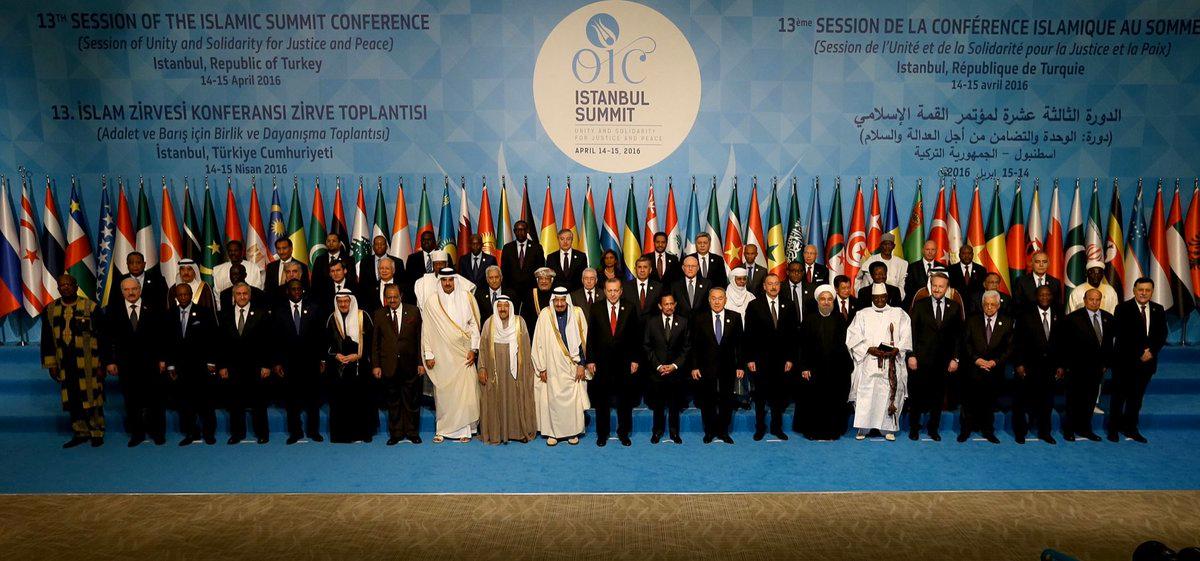 13TH SESSION OF THE ISLAMIC SUMMIT CONFERENCE
(Session of Unity and Solidarity for Justice and Peace)
Istanbul, Republic of Turkey
14-15 April 2016
13. İSLAM ZİRVESİ KONFERANSI ZİRVE TOPLANTISI
(Adalet ve Barış için Birlik ve Dayanışma Toplantısı)
İstanbul, Türkiye Cumhuriyeti
14-15 Nisan 2016
OIC
ISTANBUL
SUMMIT
UNITY AND SOLIDARITY
FOR JUSTICE AND PEACE
APRIL 14-15, 2016
13ème SESSION DE LA CONFÉRENCE ISLAMIQUE AU SOMME
(Session de l'Unité et de la Solidarité pour la Justice et la Paix)
Istanbul, République de Turquie
14-15 avril 2016
الدورة الثالثة عشرة لمؤتمر القمة الإسلامي
(دورة: الوحدة والتضامن من أجل العدالة والسلام)
اسطنبول - الجمهورية التركية
14-15 إبريل 2016